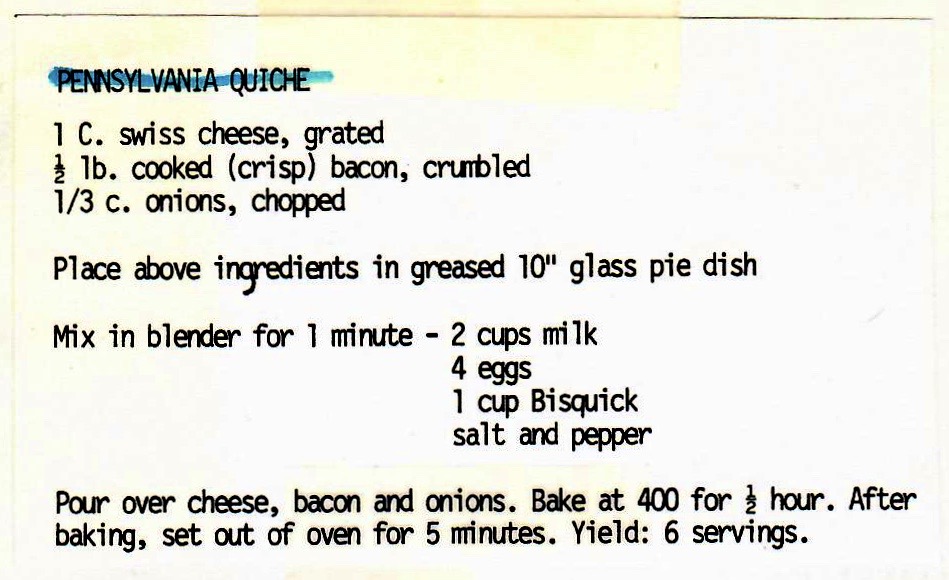 PENNSYLVANIA QUICHE
1 C. swiss cheese, grated
½ lb. cooked (crisp) bacon, crumbled
1/3 c. onions, chopped
Place above ingredients in greased 10" glass pie dish
Mix in blender for 1 minute - 2 cups milk
4 eggs
1 cup Bisquick
salt and pepper
Pour over cheese, bacon and onions. Bake at 400 for ½ hour. After
baking, set out of oven for 5 minutes. Yield: 6 servings.